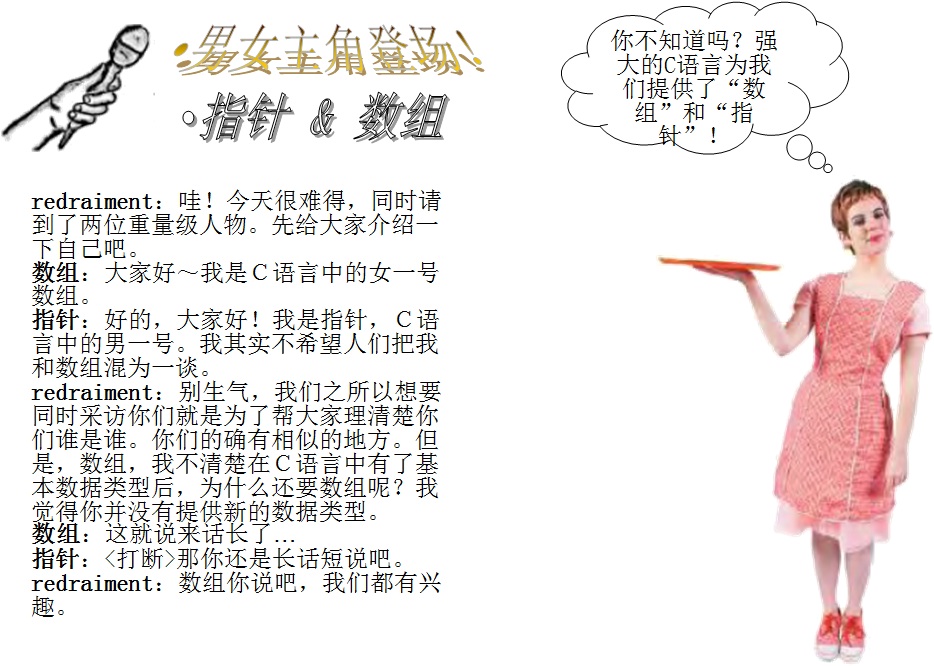 •男女主角登场！
•指针 & 数组
你不知道吗？强
大的C语言为我
们提供了“数
组”和“指
针”！
redraiment：哇！今天很难得，同时请
到了两位重量级人物。先给大家介绍一
下自己吧。
数组：大家好～我是Ｃ语言中的女一号
数组。
指针：好的，大家好！我是指针，Ｃ语
言中的男一号。我其实不希望人们把我
和数组混为一谈。
redraiment：别生气，我们之所以想要
同时采访你们就是为了帮大家理清楚你
们谁是谁。你们的确有相似的地方。但
是，数组，我不清楚在Ｃ语言中有了基
本数据类型后，为什么还要数组呢？我
觉得你并没有提供新的数据类型。
数组：这就说来话长了…
指针：<打断>那你还是长话短说吧。
redraiment：数组你说吧，我们都有兴
趣。